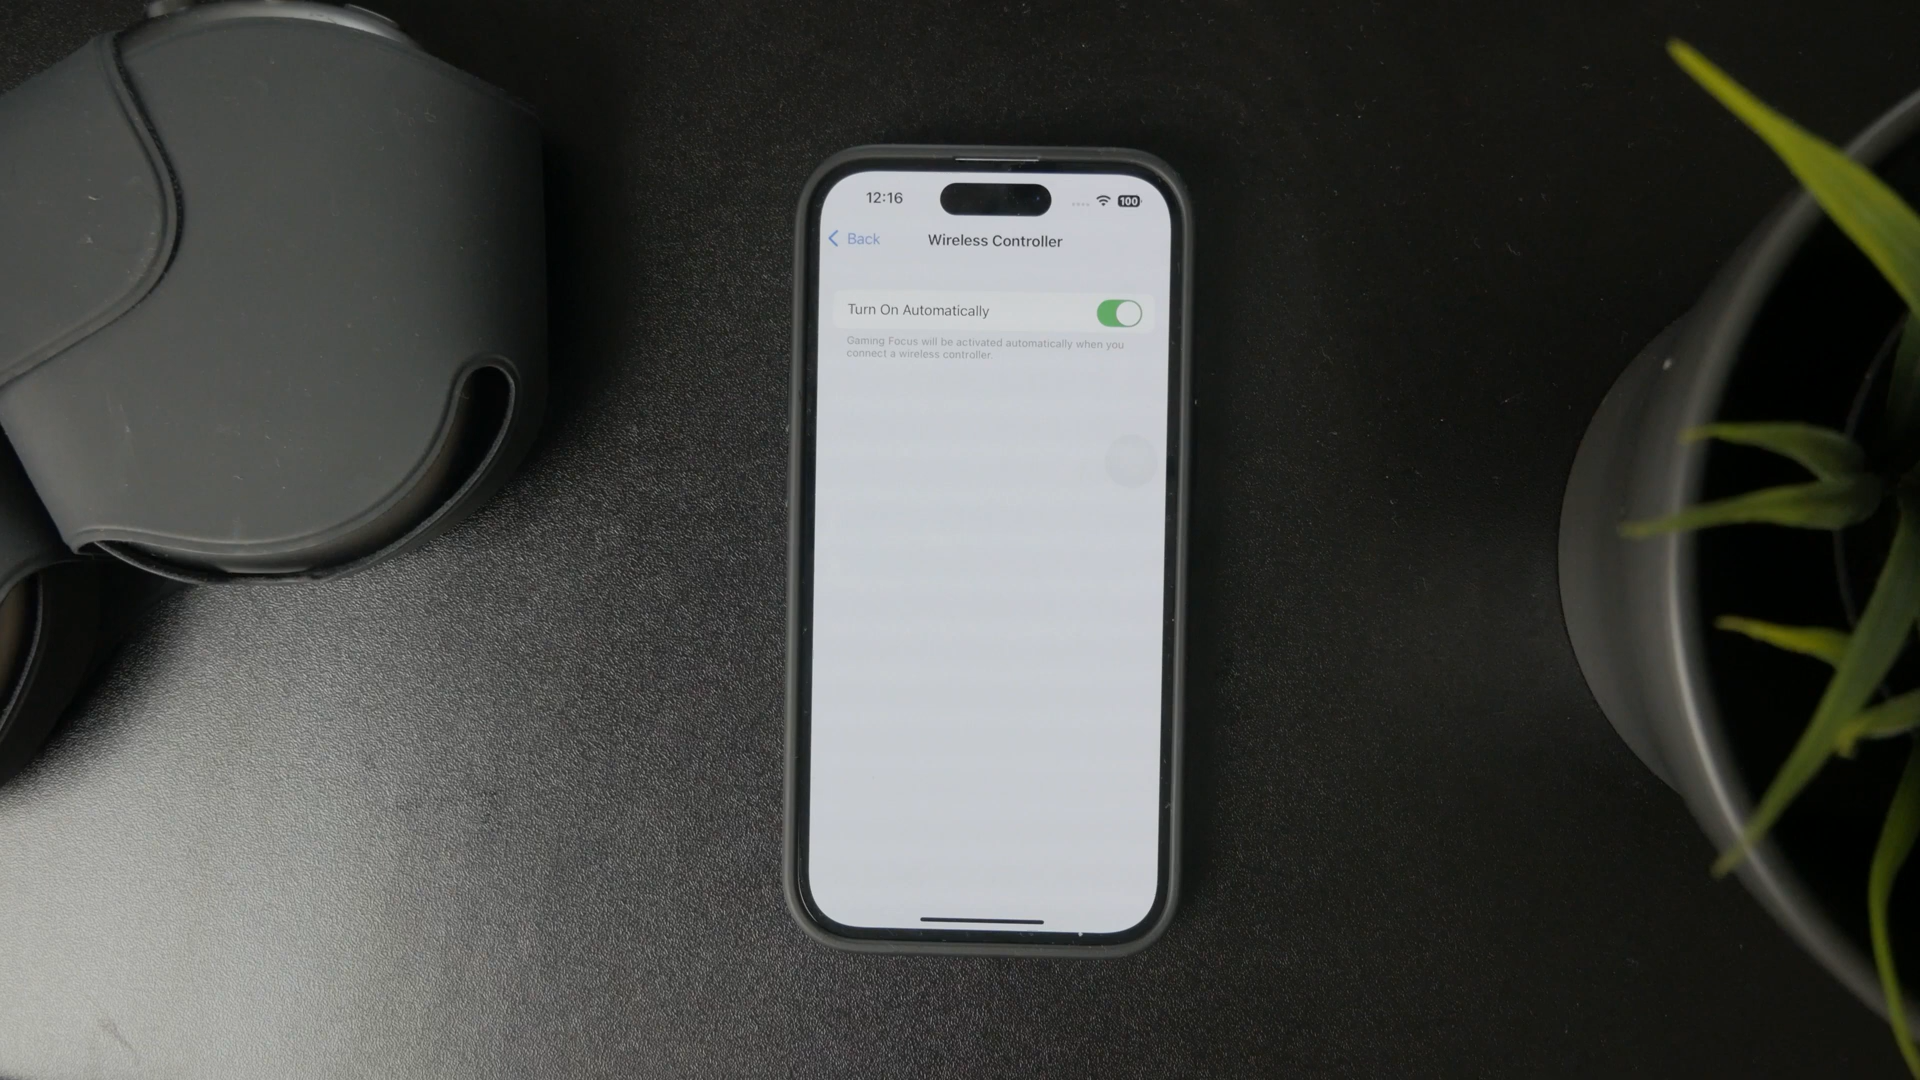 12:16
100
Back
Wireless Controller
Turn On Automatically
Gaming Focus will be activated automatically when you
connect a wireless controller.